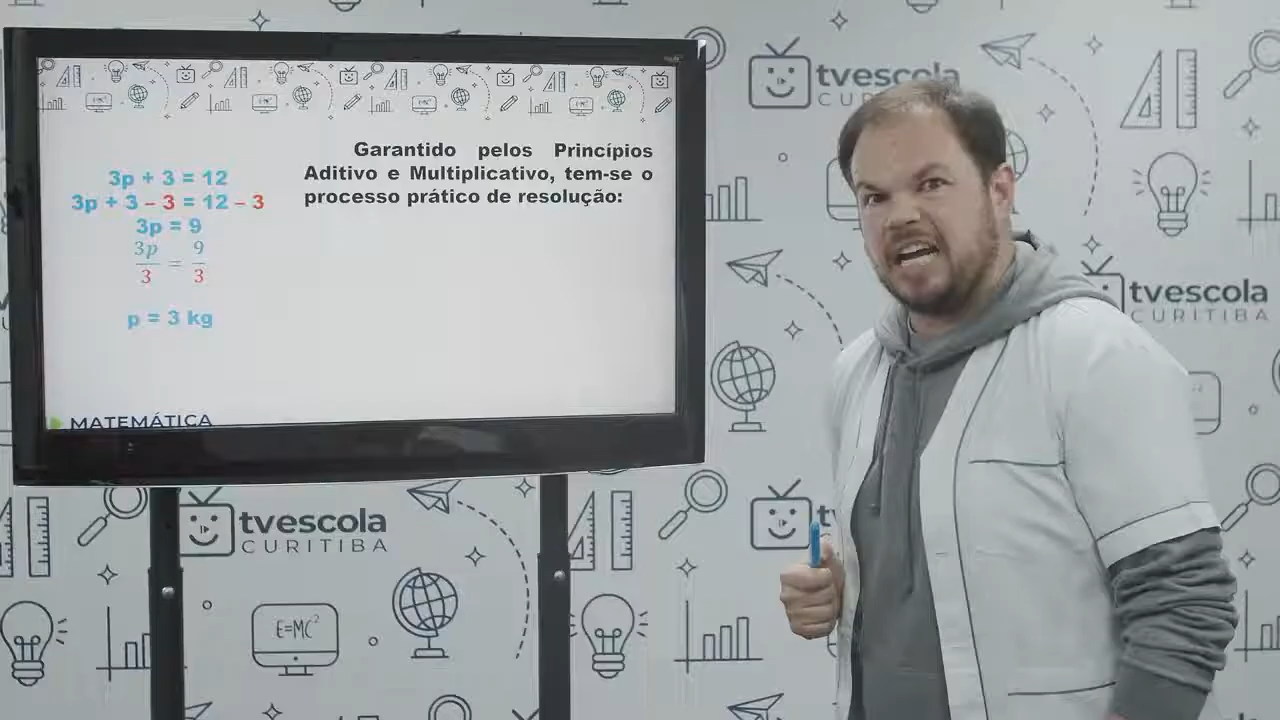 3p + 3 = 12
3p + 3 – 3 = 12 – 3
3p = 9
3p/3 = 9/3
p = 3 kg
Garantido pelos Princípios
Aditivo e Multiplicativo, tem-se o
processo prático de resolução:
MATEMÁTICA
tvescola
CURITIBA
tvescola
CURITIBA
tvescola
CURITIBA
E=MC²